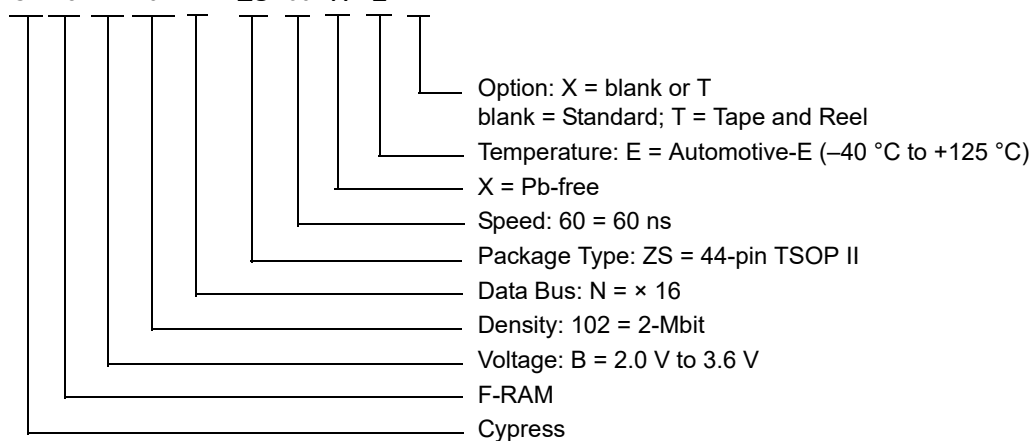 Option: X = blank or T
blank = Standard; T = Tape and Reel
Temperature: E = Automotive-E (–40 °C to +125 °C)
X = Pb-free
Speed: 60 = 60 ns
Package Type: ZS = 44-pin TSOP II
Data Bus: N = × 16
Density: 102 = 2-Mbit
Voltage: B = 2.0 V to 3.6 V
F-RAM
Cypress